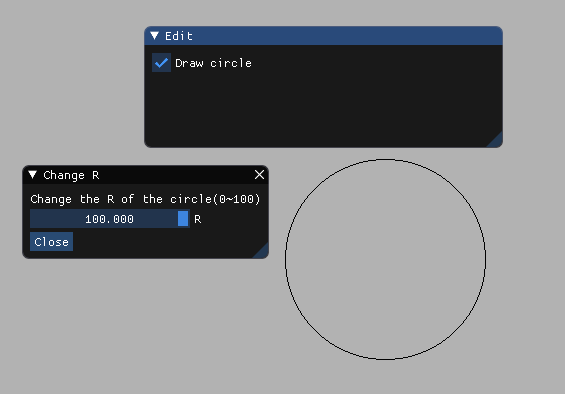 Edit
Draw circle
Change R
Change the R of the circle(0~100)
100.000 R
Close